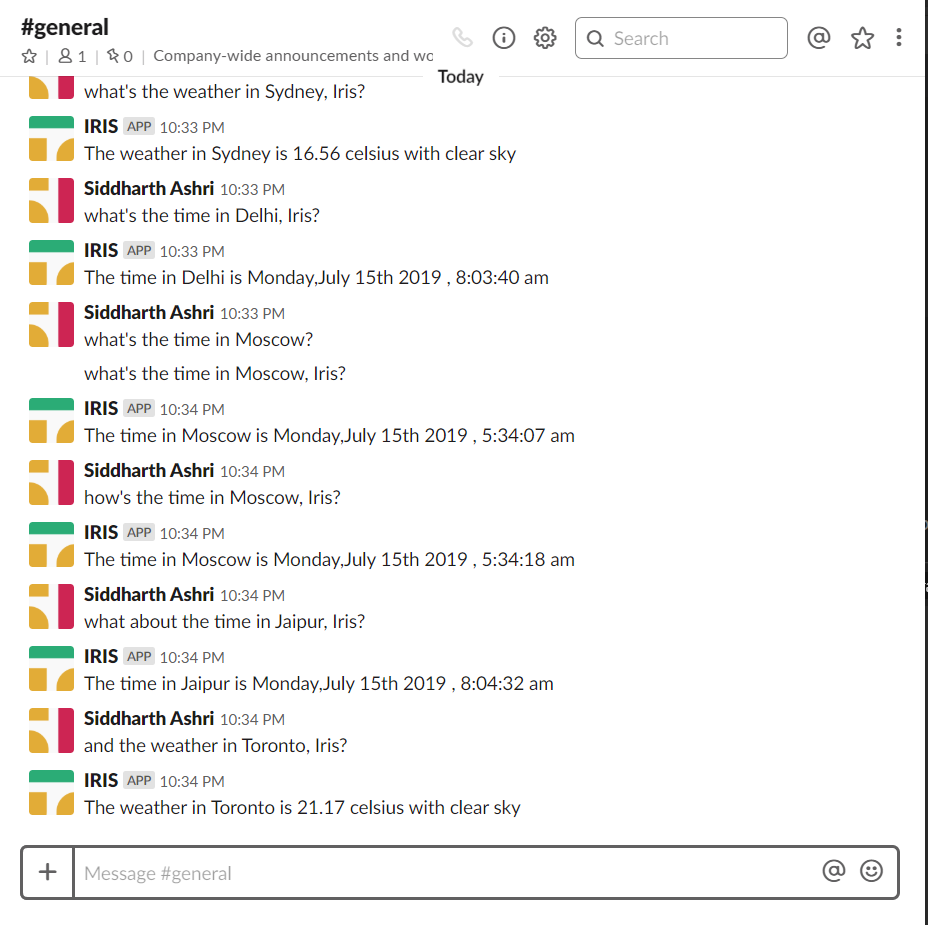 #general
1 | 0 | Company-wide announcements and wo
Search
Today
what's the weather in Sydney, Iris?
IRIS APP 10:33 PM
The weather in Sydney is 16.56 celsius with clear sky
Siddharth Ashri 10:33 PM
what's the time in Delhi, Iris?
IRIS APP 10:33 PM
The time in Delhi is Monday,July 15th 2019 , 8:03:40 am
Siddharth Ashri 10:33 PM
what's the time in Moscow?
what's the time in Moscow, Iris?
IRIS APP 10:34 PM
The time in Moscow is Monday,July 15th 2019 , 5:34:07 am
Siddharth Ashri 10:34 PM
how's the time in Moscow, Iris?
IRIS APP 10:34 PM
The time in Moscow is Monday,July 15th 2019 , 5:34:18 am
Siddharth Ashri 10:34 PM
what about the time in Jaipur, Iris?
IRIS APP 10:34 PM
The time in Jaipur is Monday,July 15th 2019 , 8:04:32 am
Siddharth Ashri 10:34 PM
and the weather in Toronto, Iris?
IRIS APP 10:34 PM
The weather in Toronto is 21.17 celsius with clear sky
Message #general